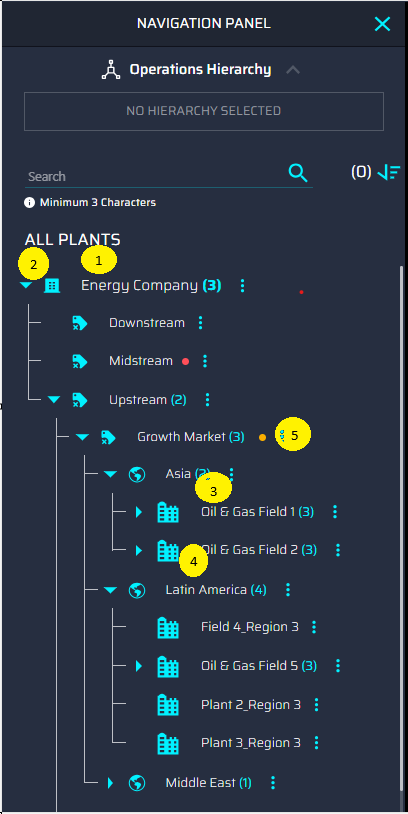 NAVIGATION PANEL
Operations Hierarchy
NO HIERARCHY SELECTED
Search
(0)
Minimum 3 Characters
ALL PLANTS
1
2
Energy Company (3)
Downstream
Midstream
Upstream (2)
Growth Market (3)
5
Asia
3
Oil & Gas Field 1 (3)
Oil & Gas Field 2 (3)
4
Latin America (4)
Field 4_Region 3
Oil & Gas Field 5 (3)
Plant 2_Region 3
Plant 3_Region 3
Middle East (1)